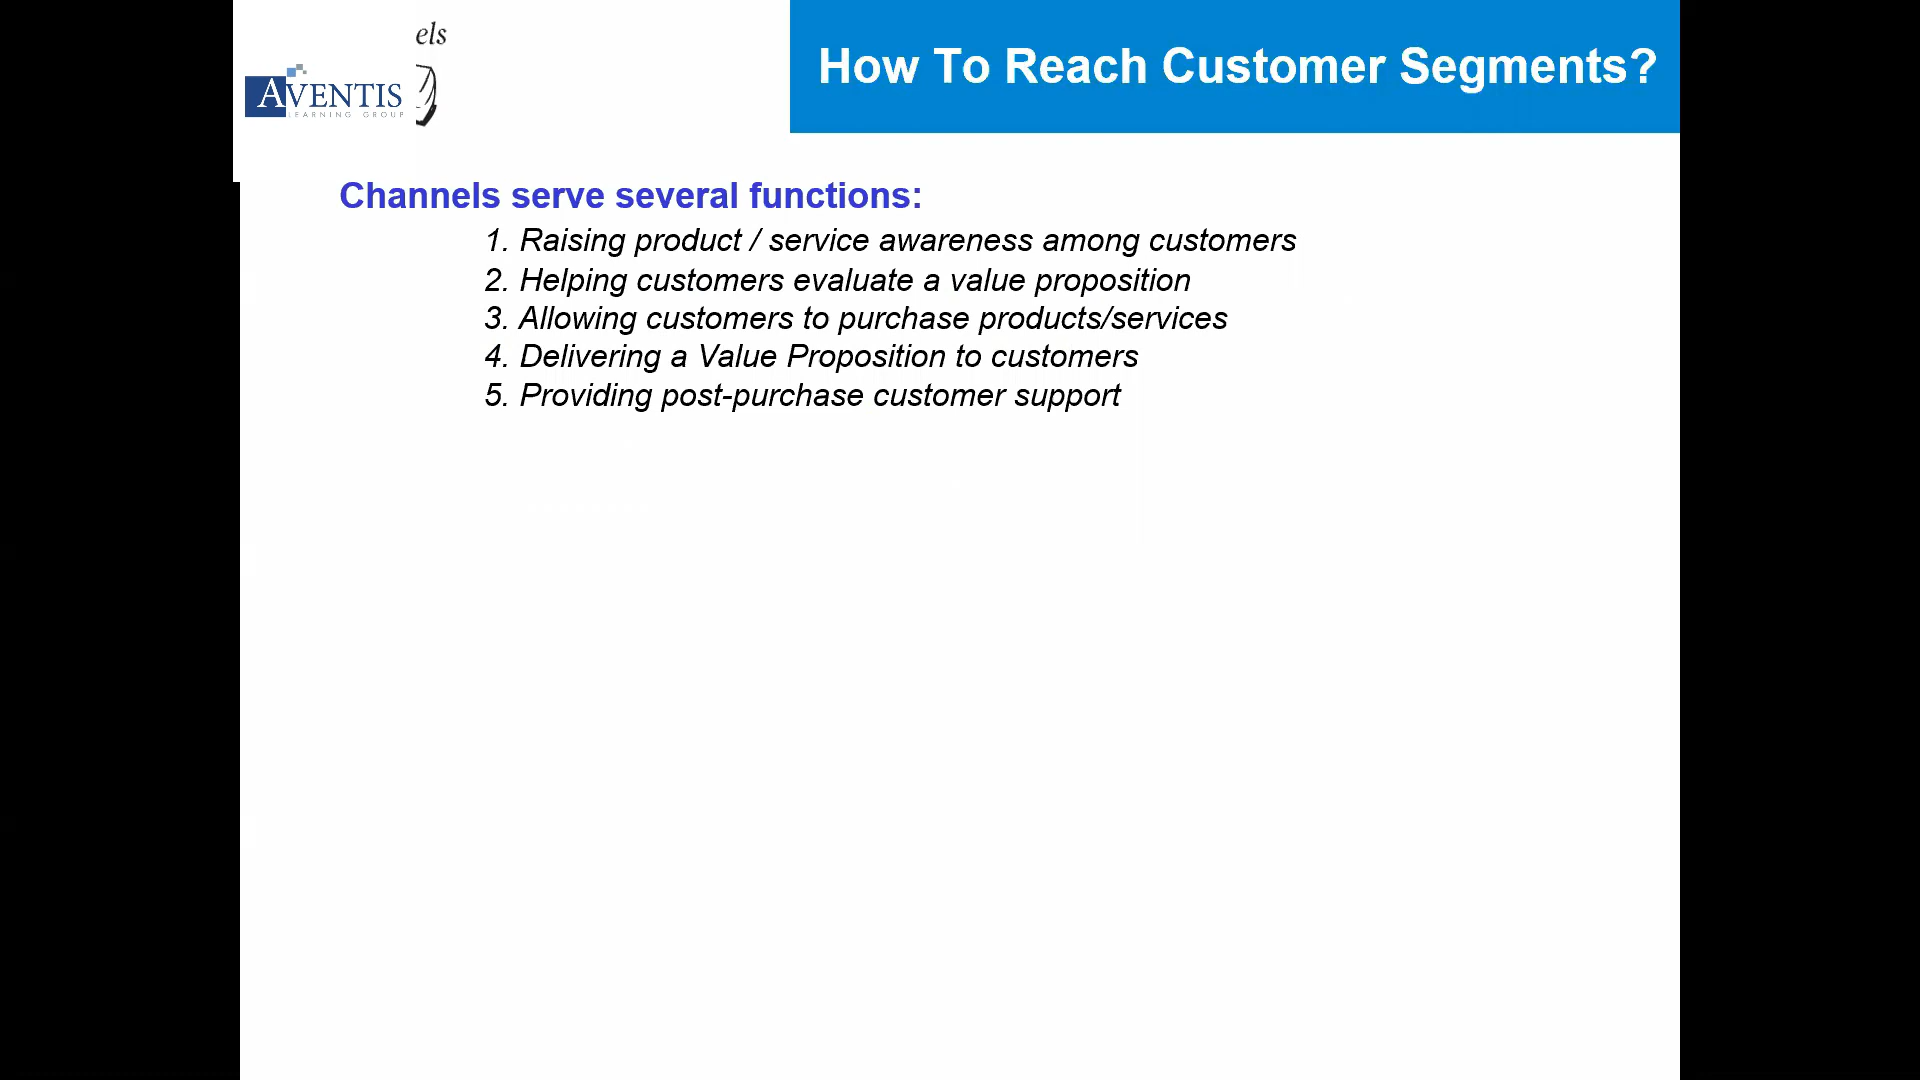 els
AVENTIS
LEARNING GROUP
How To Reach Customer Segments?
Channels serve several functions:
1. Raising product / service awareness among customers
2. Helping customers evaluate a value proposition
3. Allowing customers to purchase products/services
4. Delivering a Value Proposition to customers
5. Providing post-purchase customer support